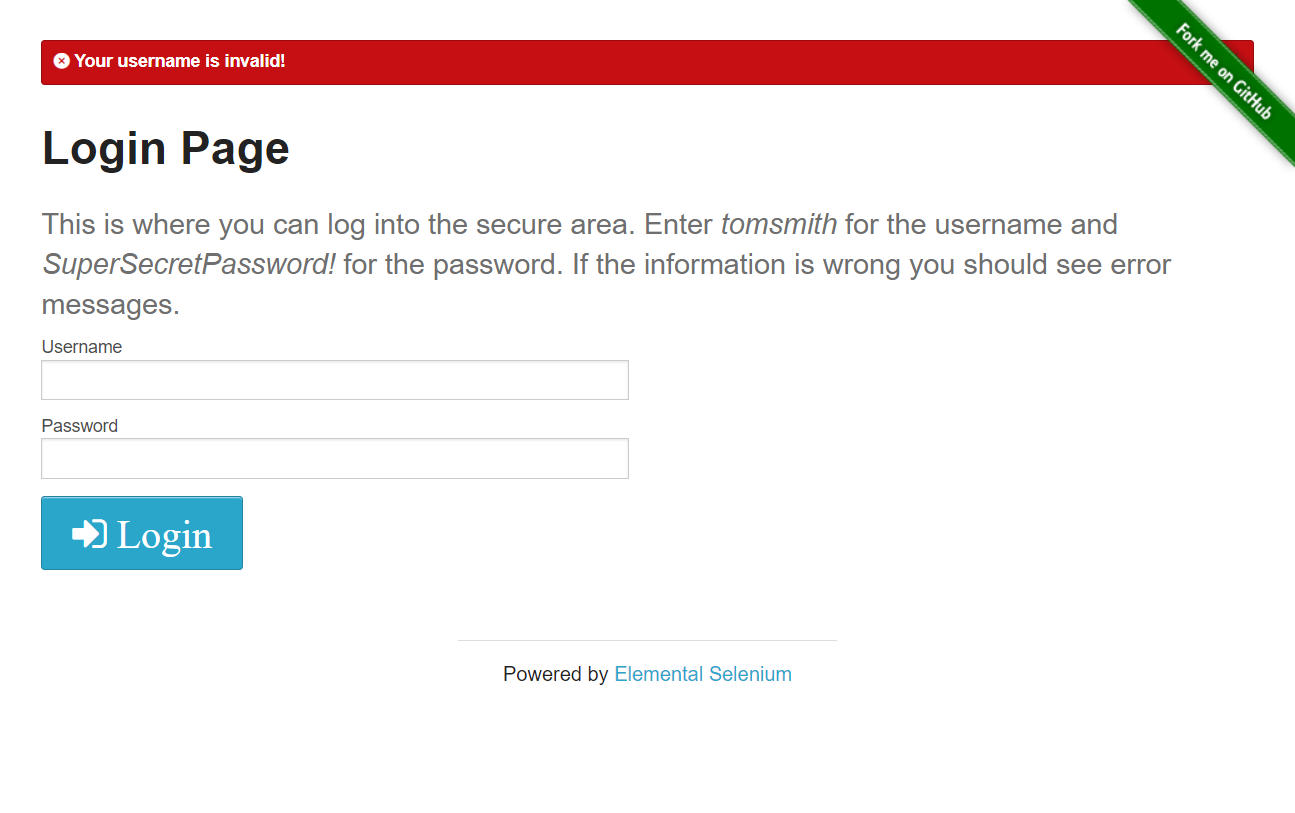 Your username is invalid!
Fork me on GitHub
Login Page
This is where you can log into the secure area. Enter tomsmith for the username and
SuperSecretPassword! for the password. If the information is wrong you should see error
messages.
Username
Password
Login
Powered by Elemental Selenium